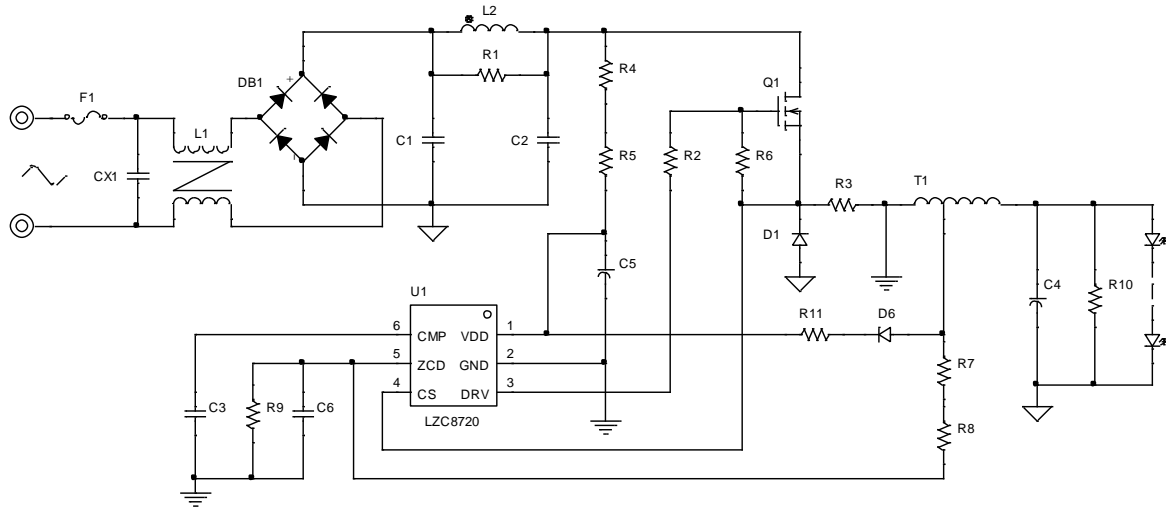 L2
R1
DB1
+
R4
Q1
F1
L1
C1
C2
R5
R2
R6
CX1
R3
T1
D1
C5
U1
C4
R10
R11
D6
6
CMP
VDD
1
5
ZCD
GND
2
4
CS
DRV
3
LZC8720
R7
C3
R9
C6
R8